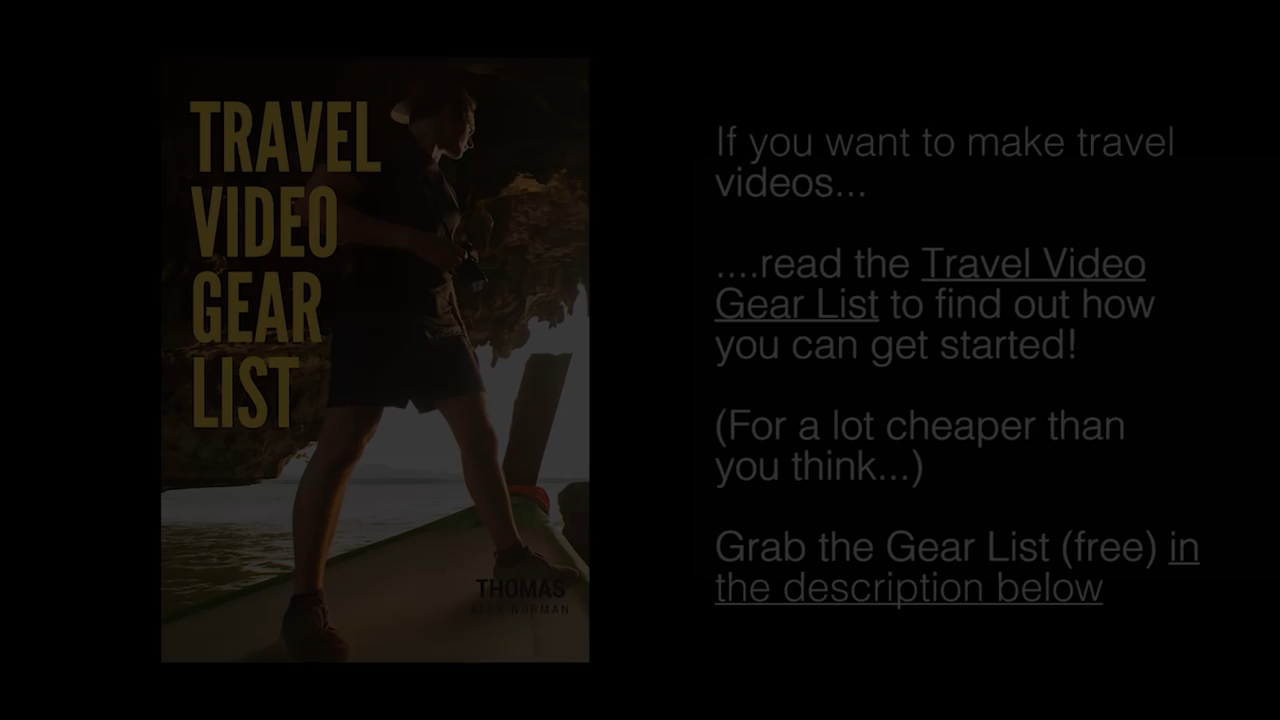 TRAVEL
VIDEO
GEAR
LIST
THOMAS
ALEX NORMAN
If you want to make travel
videos...
....read the Travel Video
Gear List to find out how
you can get started!
(For a lot cheaper than
you think...)
Grab the Gear List (free) in
the description below